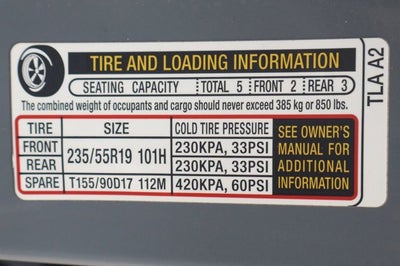 TIRE AND LOADING INFORMATION
SEATING CAPACITY TOTAL 5 FRONT 2 REAR 3
The combined weight of occupants and cargo should never exceed 385 kg or 850 lbs.
TIRE SIZE COLD TIRE PRESSURE
FRONT 235/55R19 101H 230KPA, 33PSI
REAR 230KPA, 33PSI
SPARE T155/90D17 112M 420KPA, 60PSI
SEE OWNER'S
MANUAL FOR
ADDITIONAL
INFORMATION
TLA A2